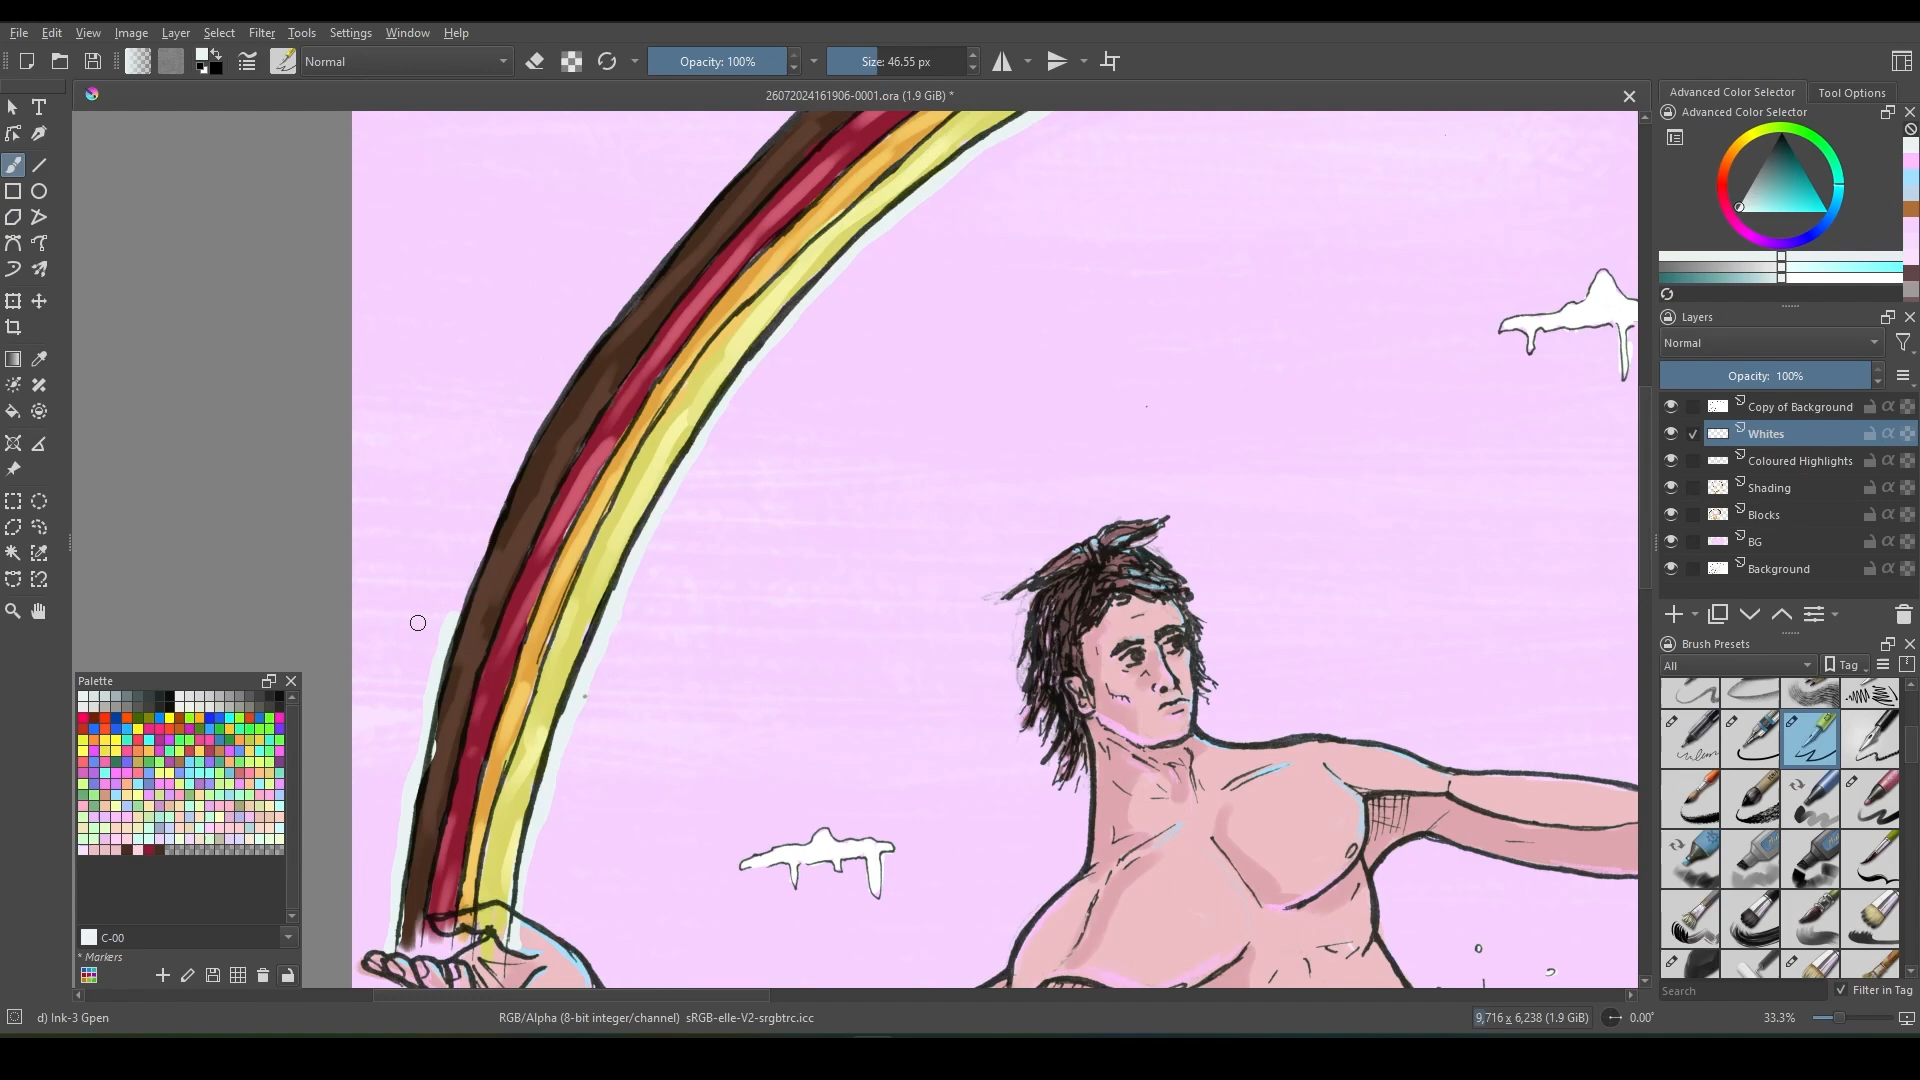 File Edit View Image Layer Select Filter Tools Settings Window Help
Normal Opacity: 100% Size: 46.55 px
26072024161906-0001.ora (1.9 GiB) *
Advanced Color Selector Tool Options
Advanced Color Selector
Layers
Normal
Opacity: 100%
Copy of Background
Whites
Coloured Highlights
Shading
Blocks
BG
Background
Brush Presets
All Tag
Palette
C-00
* Markers
Search Filter in Tag
d) Ink-3 Gpen RGB/Alpha (8-bit integer/channel) sRGB-elle-V2-srgbtrc.icc 9,716 x 6,238 (1.9 GiB) 0.00° 33.3%